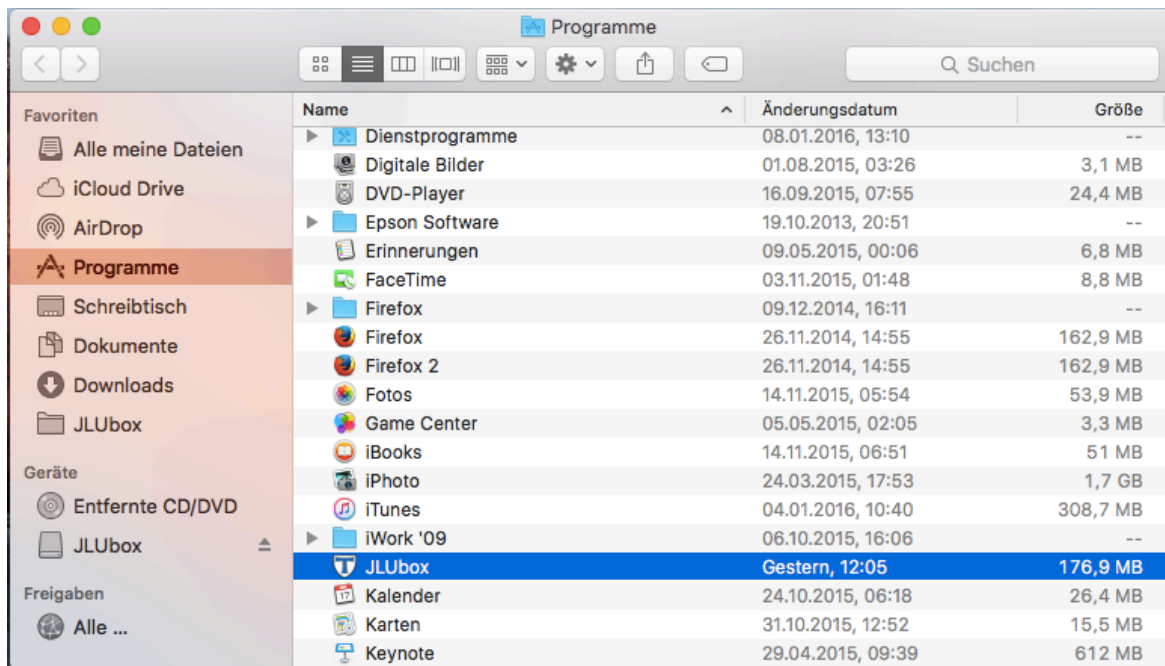 Programme
Suchen
Favoriten
Alle meine Dateien
iCloud Drive
AirDrop
Programme
Schreibtisch
Dokumente
Downloads
JLUbox
Geräte
Entfernte CD/DVD
JLUbox
Freigaben
Alle ...
Name Änderungsdatum Größe
Dienstprogramme 08.01.2016, 13:10 --
Digitale Bilder 01.08.2015, 03:26 3,1 MB
DVD-Player 16.09.2015, 07:55 24,4 MB
Epson Software 19.10.2013, 20:51 --
Erinnerungen 09.05.2015, 00:06 6,8 MB
FaceTime 03.11.2015, 01:48 8,8 MB
Firefox 09.12.2014, 16:11 --
Firefox 26.11.2014, 14:55 162,9 MB
Firefox 2 26.11.2014, 14:55 162,9 MB
Fotos 14.11.2015, 05:54 53,9 MB
Game Center 05.05.2015, 02:05 3,3 MB
iBooks 14.11.2015, 06:51 51 MB
iPhoto 24.03.2015, 17:53 1,7 GB
iTunes 04.01.2016, 10:40 308,7 MB
iWork '09 06.10.2015, 16:06 --
JLUbox Gestern, 12:05 176,9 MB
Kalender 24.10.2015, 06:18 26,4 MB
Karten 31.10.2015, 12:52 15,5 MB
Keynote 29.04.2015, 09:39 612 MB